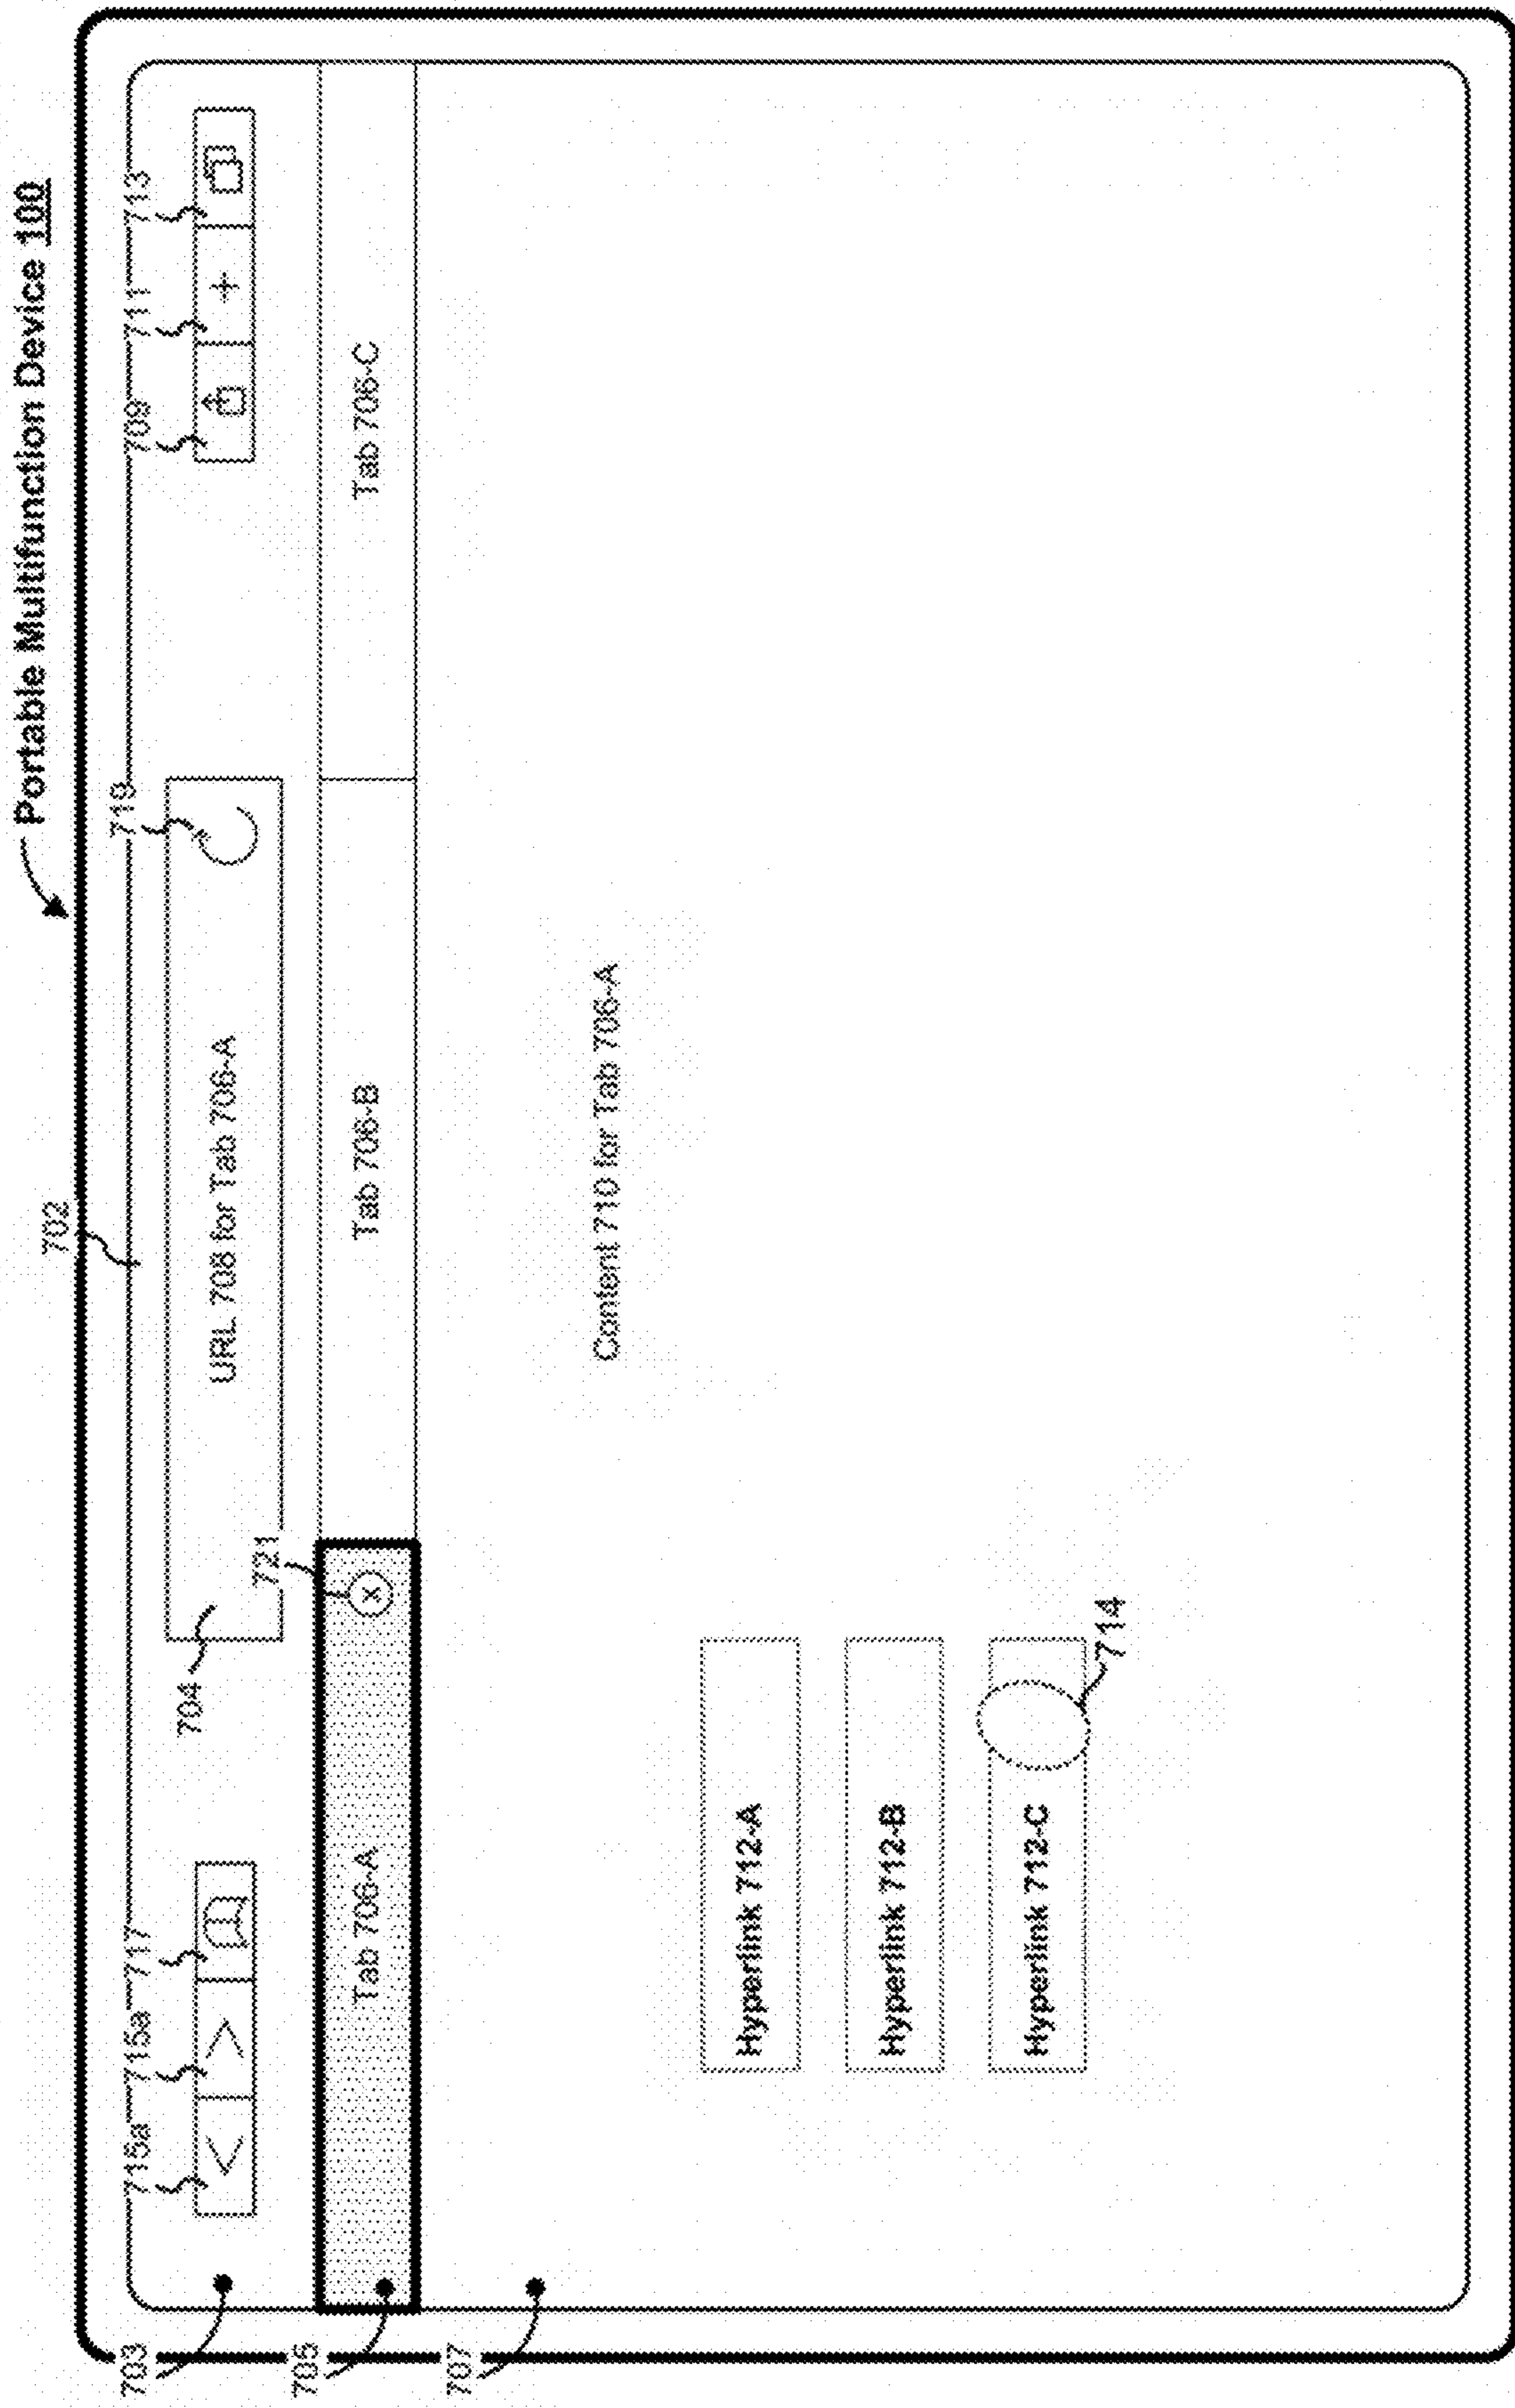 Portable Multifunction Device 100
702
703
715a
715a
717
719
709
711
713
704
URL 708 for Tab 706-A
721
705
Tab 706-A
x
Tab 706-B
Tab 706-C
707
Content 710 for Tab 706-A
Hyperlink 712-A
Hyperlink 712-B
Hyperlink 712-C
714